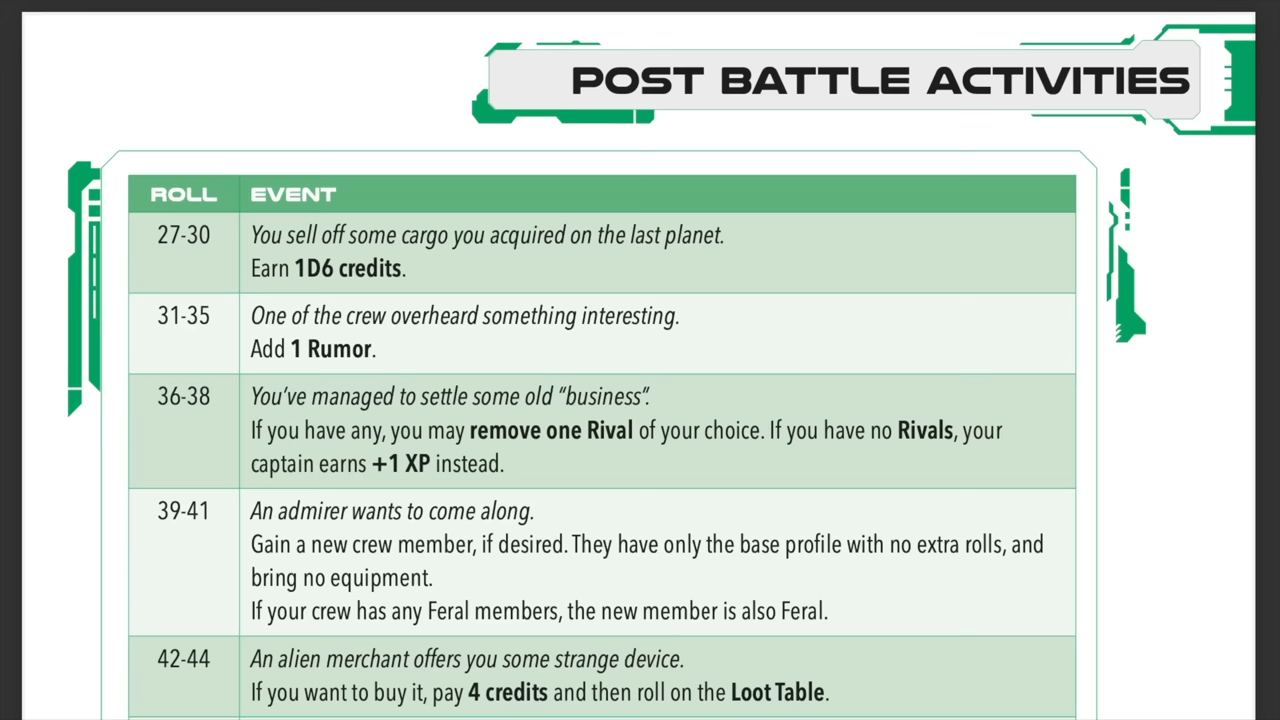 POST BATTLE ACTIVITIES
ROLL EVENT
27-30 You sell off some cargo you acquired on the last planet.
Earn 1D6 credits.
31-35 One of the crew overheard something interesting.
Add 1 Rumor.
36-38 You’ve managed to settle some old “business”.
If you have any, you may remove one Rival of your choice. If you have no Rivals, your
captain earns +1 XP instead.
39-41 An admirer wants to come along.
Gain a new crew member, if desired. They have only the base profile with no extra rolls, and
bring no equipment.
If your crew has any Feral members, the new member is also Feral.
42-44 An alien merchant offers you some strange device.
If you want to buy it, pay 4 credits and then roll on the Loot Table.